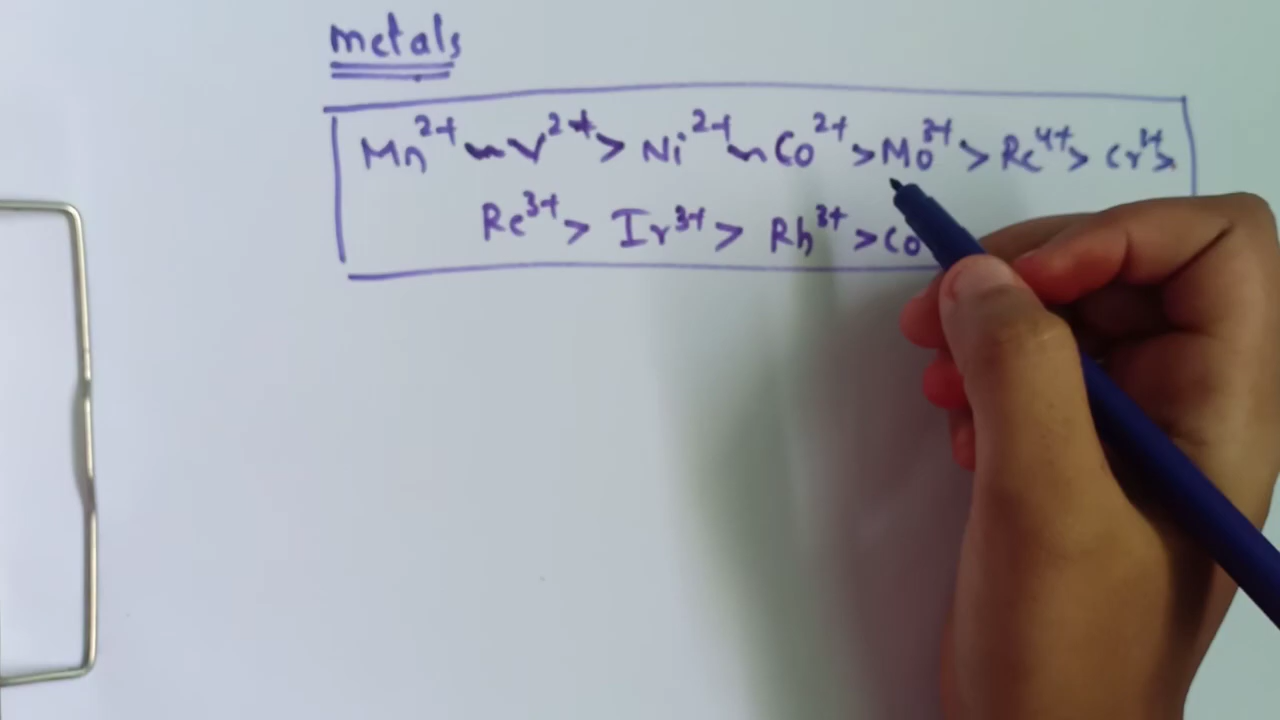 metals
Mn²⁺ ~ V²⁺ > Ni²⁺ ~ Co²⁺ > Mo³⁺ > Re⁴⁺ > Cr³⁺ >
Re³⁺ > Ir³⁺ > Rh³⁺ > Co